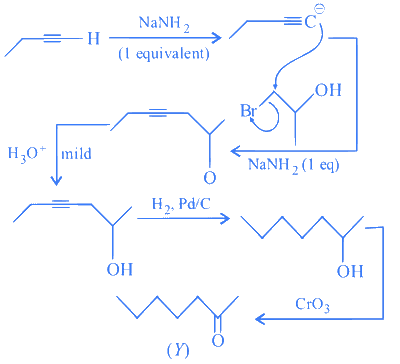 H
NaNH₂
(1 equivalent)
C⊖
Br
OH
NaNH₂ (1 eq)
O
H₃O⁺ mild
OH
H₂, Pd/C
OH
CrO₃
O
(Y)